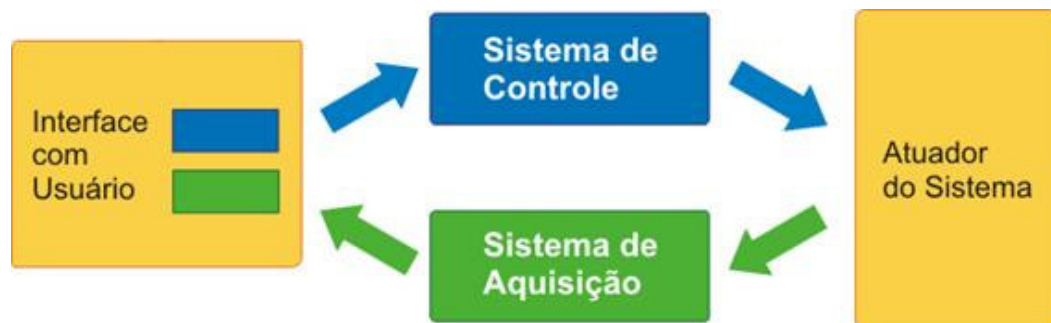 Interface
com
Usuário
Sistema de
Controle
Sistema de
Aquisição
Atuador
do Sistema